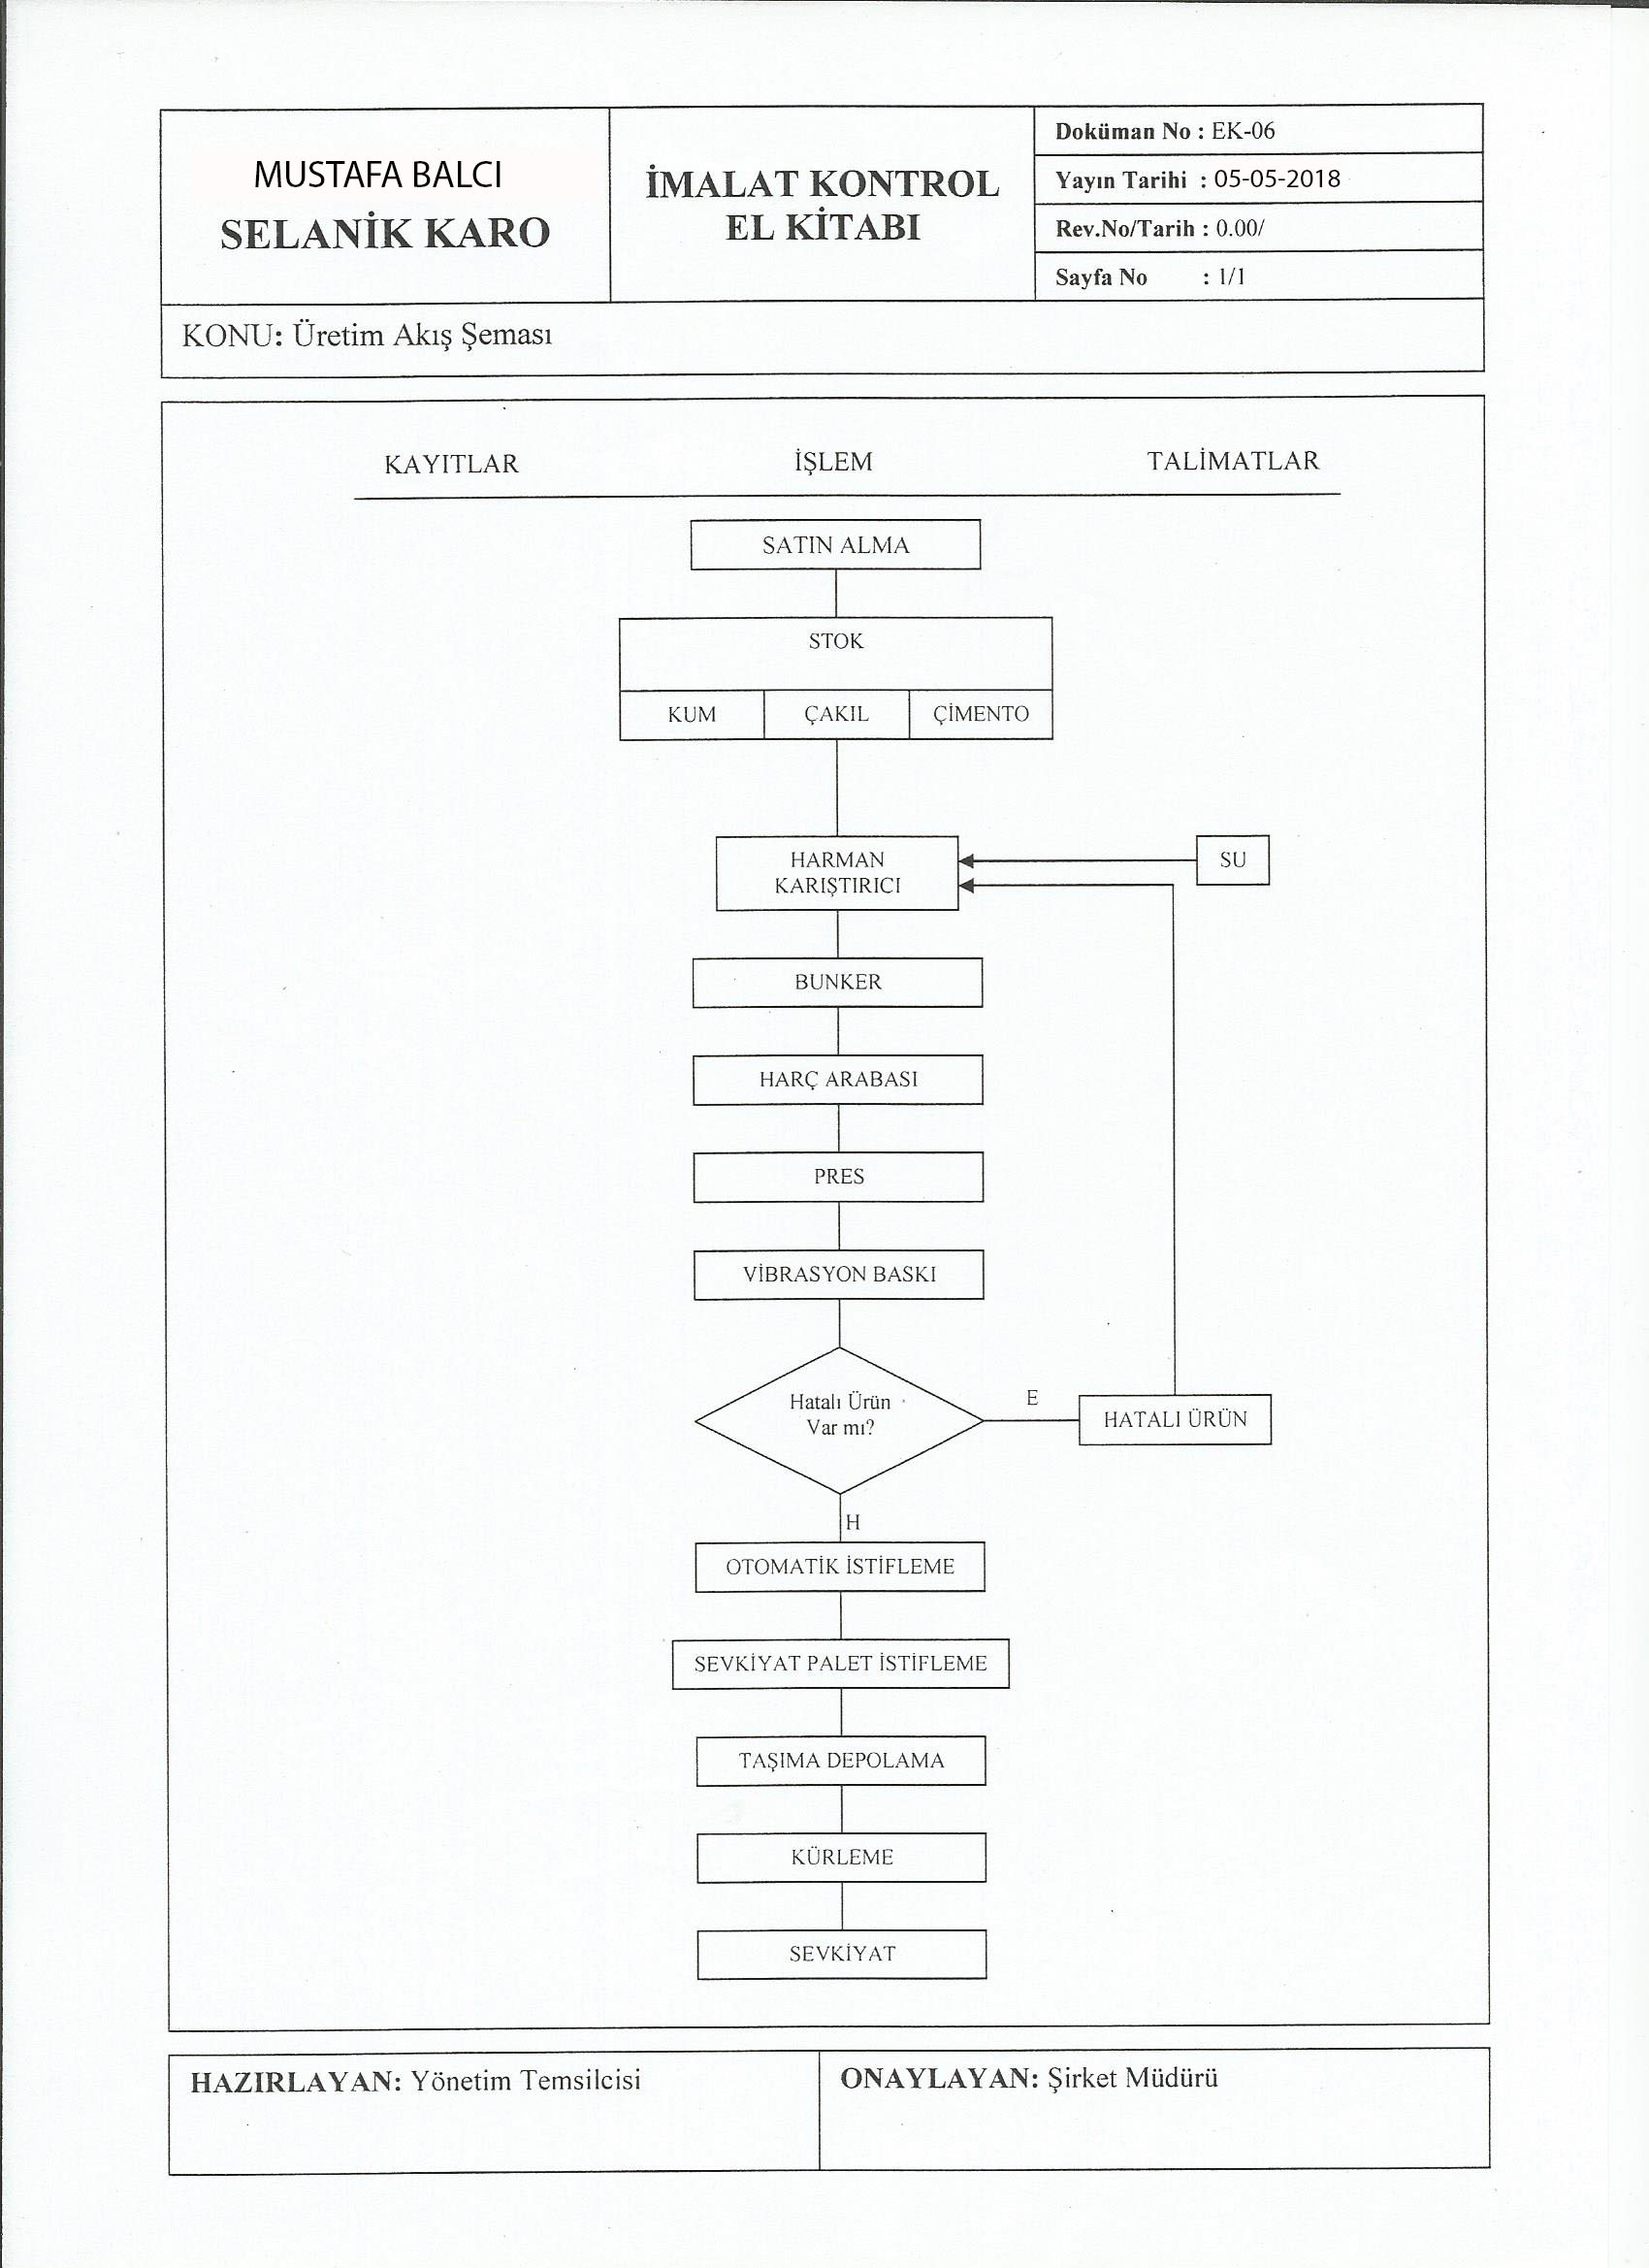 MUSTAFA BALCI
SELANİK KARO
İMALAT KONTROL
EL KİTABI
Doküman No : EK-06
Yayın Tarihi : 05-05-2018
Rev.No/Tarih : 0.00/
Sayfa No : 1/1
KONU: Üretim Akış Şeması
KAYITLAR İŞLEM TALİMATLAR
SATIN ALMA
STOK
KUM ÇAKIL ÇİMENTO
HARMAN
KARIŞTIRICI
SU
BUNKER
HARÇ ARABASI
PRES
VİBRASYON BASKI
Hatalı Ürün
Var mı?
E
HATALI ÜRÜN
H
OTOMATİK İSTİFLEME
SEVKİYAT PALET İSTİFLEME
TAŞIMA DEPOLAMA
KÜRLEME
SEVKİYAT
HAZIRLAYAN: Yönetim Temsilcisi
ONAYLAYAN: Şirket Müdürü